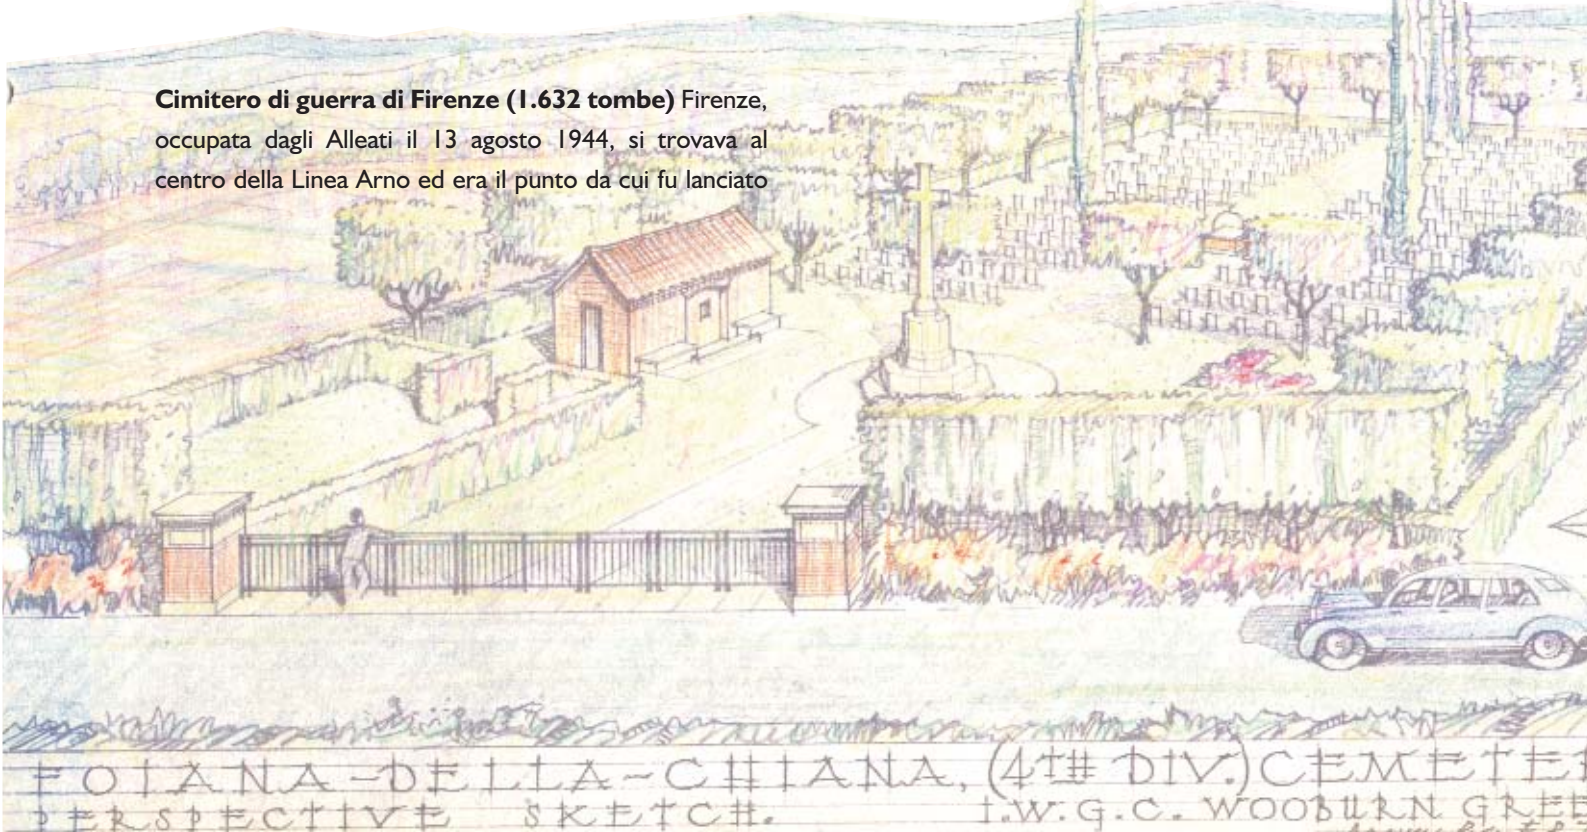 Cimitero di guerra di Firenze (1.632 tombe) Firenze,
occupata dagli Alleati il 13 agosto 1944, si trovava al
centro della Linea Arno ed era il punto da cui fu lanciato
FOIANA-DELLA-CHIANA, (4TH DIV.) CEMETE
PERSPECTIVE SKETCH. I.W.G.C. WOOBURN GREE